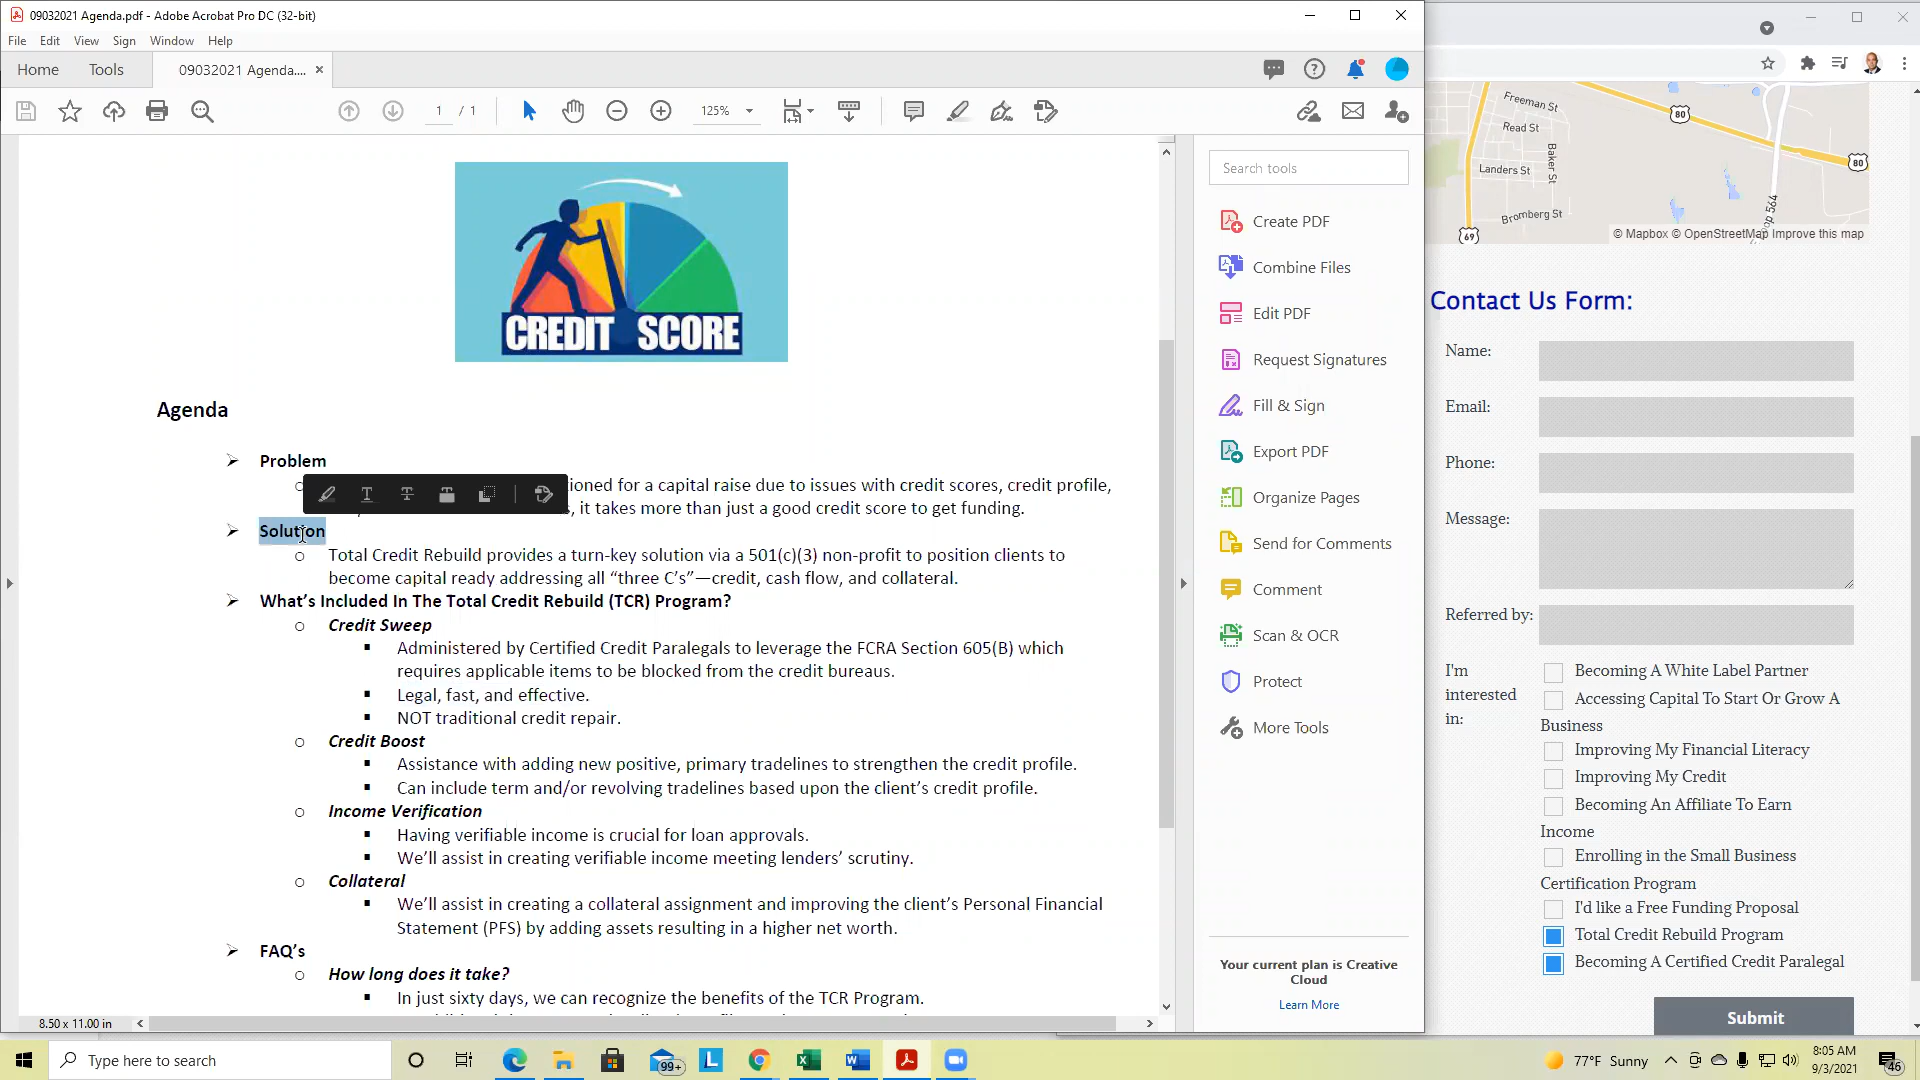 09032021 Agenda.pdf - Adobe Acrobat Pro DC (32-bit)
File Edit View Sign Window Help
Home Tools 09032021 Agenda....
1 / 1 125%
CREDIT SCORE
Agenda
Problem
tioned for a capital raise due to issues with credit scores, credit profile,
, it takes more than just a good credit score to get funding.
Solution
Total Credit Rebuild provides a turn-key solution via a 501(c)(3) non-profit to position clients to
become capital ready addressing all “three C’s”—credit, cash flow, and collateral.
What’s Included In The Total Credit Rebuild (TCR) Program?
Credit Sweep
Administered by Certified Credit Paralegals to leverage the FCRA Section 605(B) which
requires applicable items to be blocked from the credit bureaus.
Legal, fast, and effective.
NOT traditional credit repair.
Credit Boost
Assistance with adding new positive, primary tradelines to strengthen the credit profile.
Can include term and/or revolving tradelines based upon the client’s credit profile.
Income Verification
Having verifiable income is crucial for loan approvals.
We’ll assist in creating verifiable income meeting lenders’ scrutiny.
Collateral
We’ll assist in creating a collateral assignment and improving the client’s Personal Financial
Statement (PFS) by adding assets resulting in a higher net worth.
FAQ’s
How long does it take?
In just sixty days, we can recognize the benefits of the TCR Program.
8.50 x 11.00 in
Search tools
Create PDF
Combine Files
Edit PDF
Request Signatures
Fill & Sign
Export PDF
Organize Pages
Send for Comments
Comment
Scan & OCR
Protect
More Tools
Your current plan is Creative
Cloud
Learn More
Freeman St
Read St
Baker St
Landers St
Bromberg St
80
80
69
op 564
© Mapbox © OpenStreetMap Improve this map
Contact Us Form:
Name:
Email:
Phone:
Message:
Referred by:
I'm
interested
in:
Becoming A White Label Partner
Accessing Capital To Start Or Grow A
Business
Improving My Financial Literacy
Improving My Credit
Becoming An Affiliate To Earn
Income
Enrolling in the Small Business
Certification Program
I'd like a Free Funding Proposal
Total Credit Rebuild Program
Becoming A Certified Credit Paralegal
Submit
Type here to search
99+
77°F Sunny
8:05 AM
9/3/2021
46